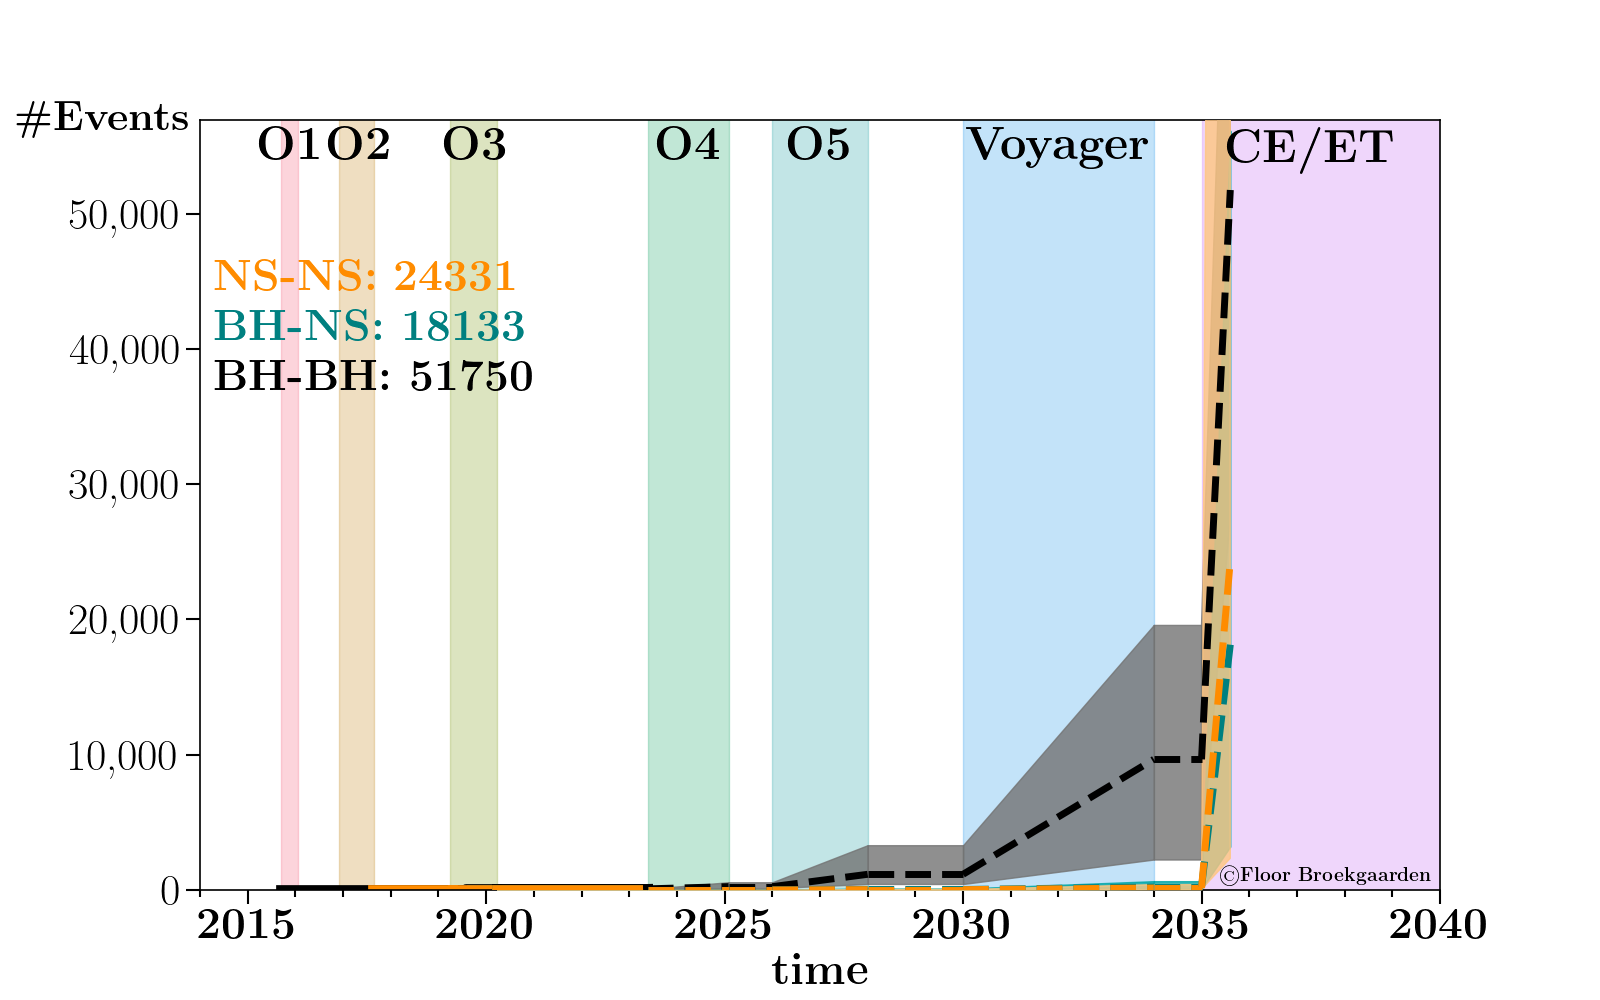 #Events
O1 O2 O3 O4 O5 Voyager CE/ET
50,000
NS-NS: 24331
BH-NS: 18133
40,000
BH-BH: 51750
30,000
20,000
10,000
©Floor Broekgaarden
0
2015 2020 2025 2030 2035 2040
time